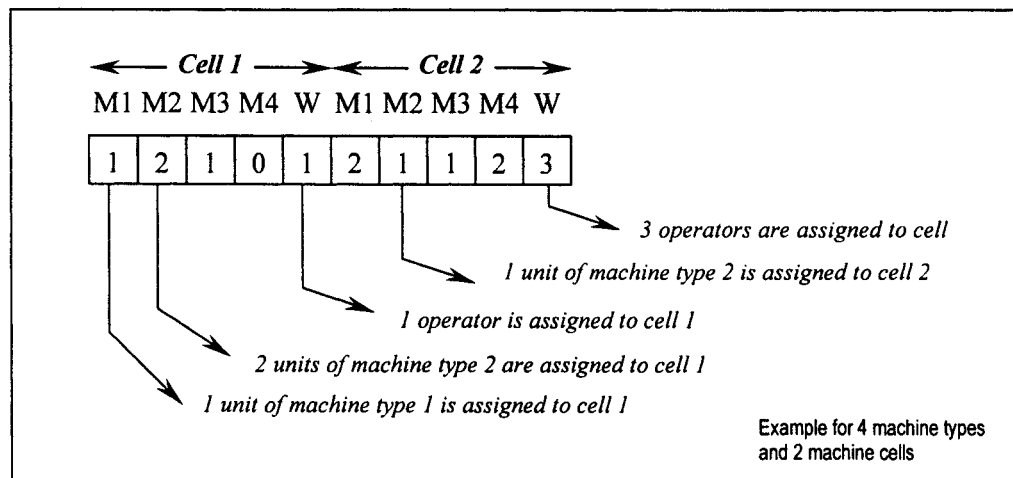 Cell 1 Cell 2
M1 M2 M3 M4 W M1 M2 M3 M4 W
1 2 1 0 1 2 1 1 2 3
3 operators are assigned to cell
1 unit of machine type 2 is assigned to cell 2
1 operator is assigned to cell 1
2 units of machine type 2 are assigned to cell 1
1 unit of machine type 1 is assigned to cell 1
Example for 4 machine types
and 2 machine cells